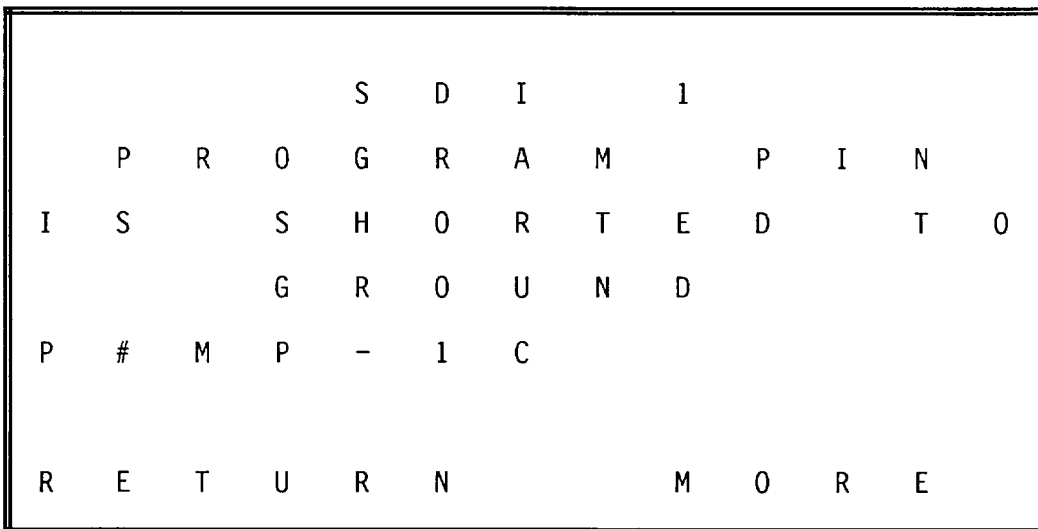 SDI 1
PROGRAM PIN
IS SHORTED TO
GROUND
P#MP-1C
RETURN MORE